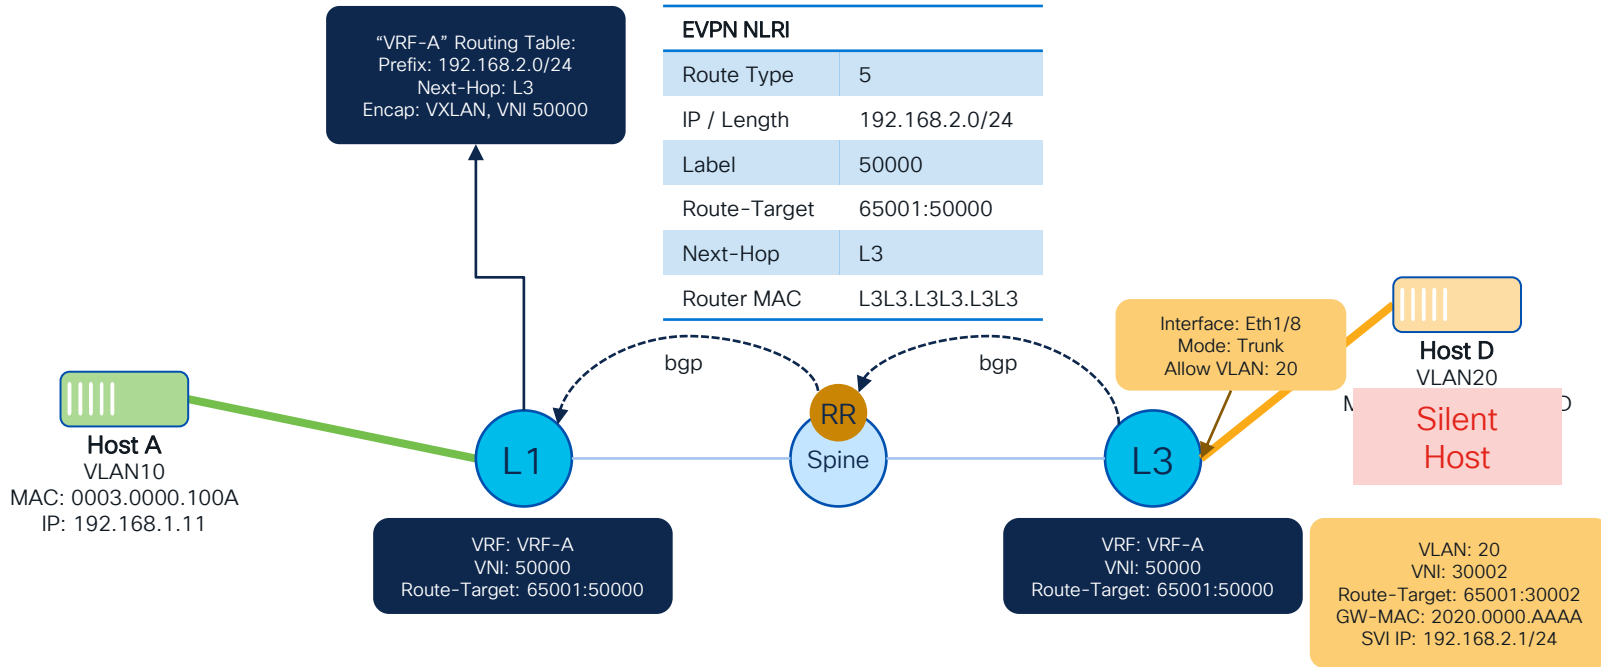 “VRF-A” Routing Table:
Prefix: 192.168.2.0/24
Next-Hop: L3
Encap: VXLAN, VNI 50000
EVPN NLRI
Route Type 5
IP / Length 192.168.2.0/24
Label 50000
Route-Target 65001:50000
Next-Hop L3
Router MAC L3L3.L3L3.L3L3
Interface: Eth1/8
Mode: Trunk
Allow VLAN: 20
bgp
bgp
RR
Spine
L1
L3
Host A
VLAN10
MAC: 0003.0000.100A
IP: 192.168.1.11
Host D
VLAN20
Silent
Host
VRF: VRF-A
VNI: 50000
Route-Target: 65001:50000
VRF: VRF-A
VNI: 50000
Route-Target: 65001:50000
VLAN: 20
VNI: 30002
Route-Target: 65001:30002
GW-MAC: 2020.0000.AAAA
SVI IP: 192.168.2.1/24